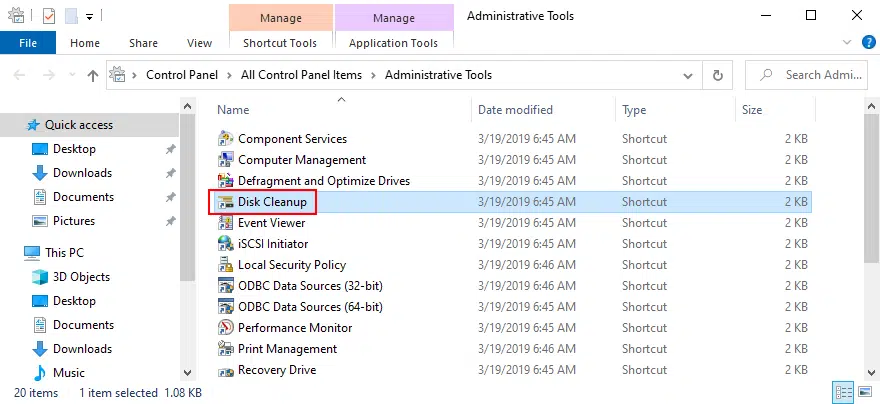 Manage Manage Administrative Tools
File Home Share View Shortcut Tools Application Tools
Control Panel All Control Panel Items Administrative Tools Search Admi...
Name Date modified Type Size
Quick access
Desktop
Downloads
Documents
Pictures
This PC
3D Objects
Desktop
Documents
Downloads
Music
Component Services 3/19/2019 6:45 AM Shortcut 2 KB
Computer Management 3/19/2019 6:45 AM Shortcut 2 KB
Defragment and Optimize Drives 3/19/2019 6:45 AM Shortcut 2 KB
Disk Cleanup 3/19/2019 6:45 AM Shortcut 2 KB
Event Viewer 3/19/2019 6:45 AM Shortcut 2 KB
iSCSI Initiator 3/19/2019 6:45 AM Shortcut 2 KB
Local Security Policy 3/19/2019 6:46 AM Shortcut 2 KB
ODBC Data Sources (32-bit) 3/19/2019 6:46 AM Shortcut 2 KB
ODBC Data Sources (64-bit) 3/19/2019 6:45 AM Shortcut 2 KB
Performance Monitor 3/19/2019 6:45 AM Shortcut 2 KB
Print Management 3/19/2019 6:46 AM Shortcut 2 KB
Recovery Drive 3/19/2019 6:45 AM Shortcut 2 KB
20 items 1 item selected 1.08 KB